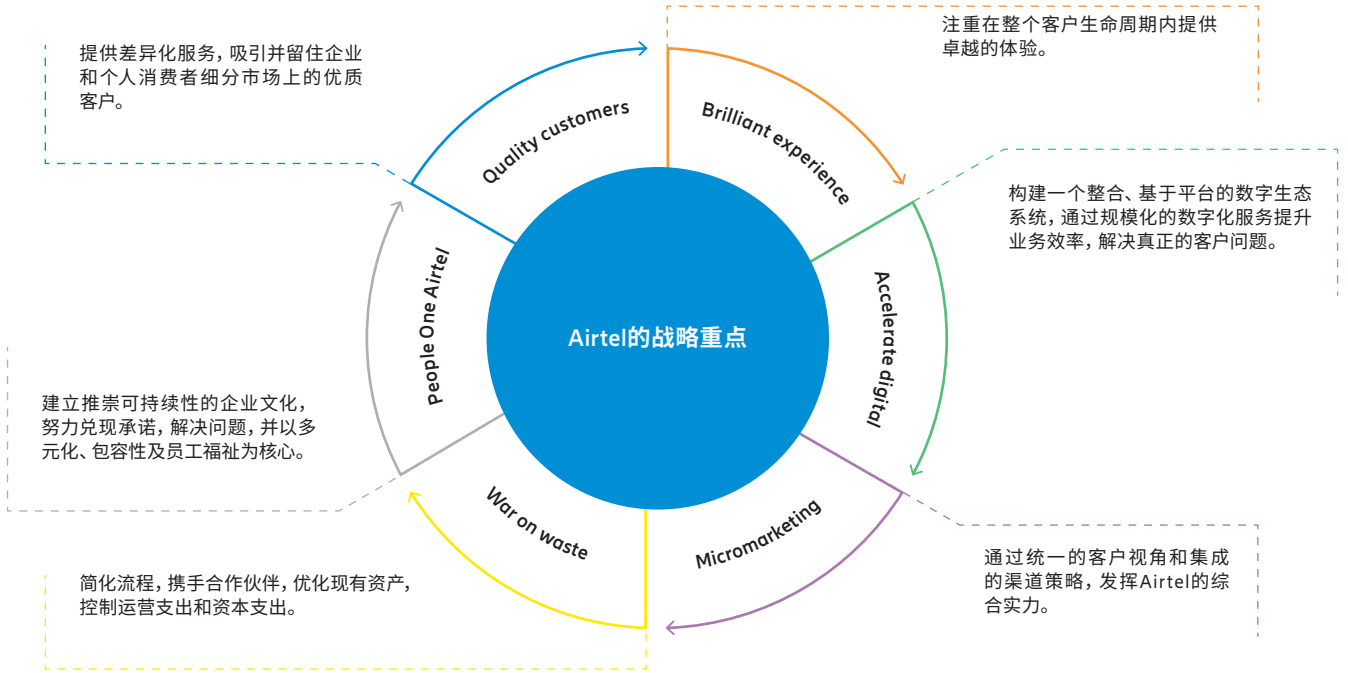 提供差异化服务，吸引并留住企业
和个人消费者细分市场上的优质
客户。
Quality customers
注重在整个客户生命周期内提供
卓越的体验。
Brilliant experience
构建一个整合、基于平台的数字生态
系统，通过规模化的数字化服务提升
业务效率，解决真正的客户问题。
Accelerate digital
Airtel的战略重点
People One Airtel
建立推崇可持续性的企业文化，
努力兑现承诺，解决问题，并以多
元化、包容性及员工福祉为核心。
War on waste
简化流程，携手合作伙伴，优化现有资产，
控制运营支出和资本支出。
Micromarketing
通过统一的客户视角和集成
的渠道策略，发挥Airtel的综
合实力。